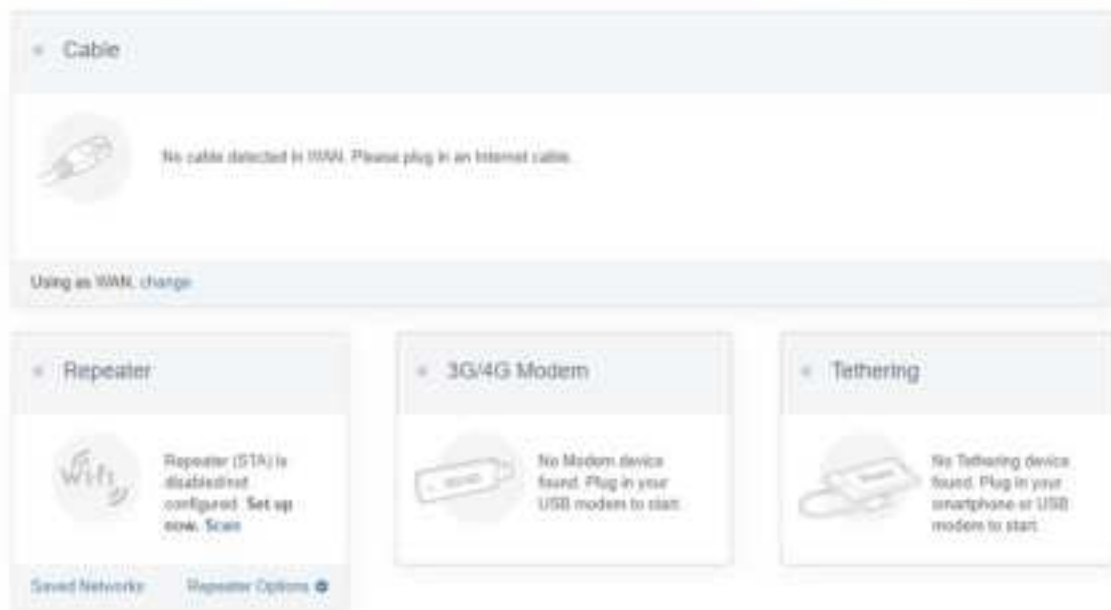 Cable
No cable detected in WAN. Please plug in an Internet cable.
Using as WAN. change
Repeater
Repeater (STA) is
disabled/not
configured. Set up
now. Scan
Saved Networks
Repeater Options
3G/4G Modem
No Modem device
found. Plug in your
USB modem to start.
Tethering
No Tethering device
found. Plug in your
smartphone or USB
modem to start.